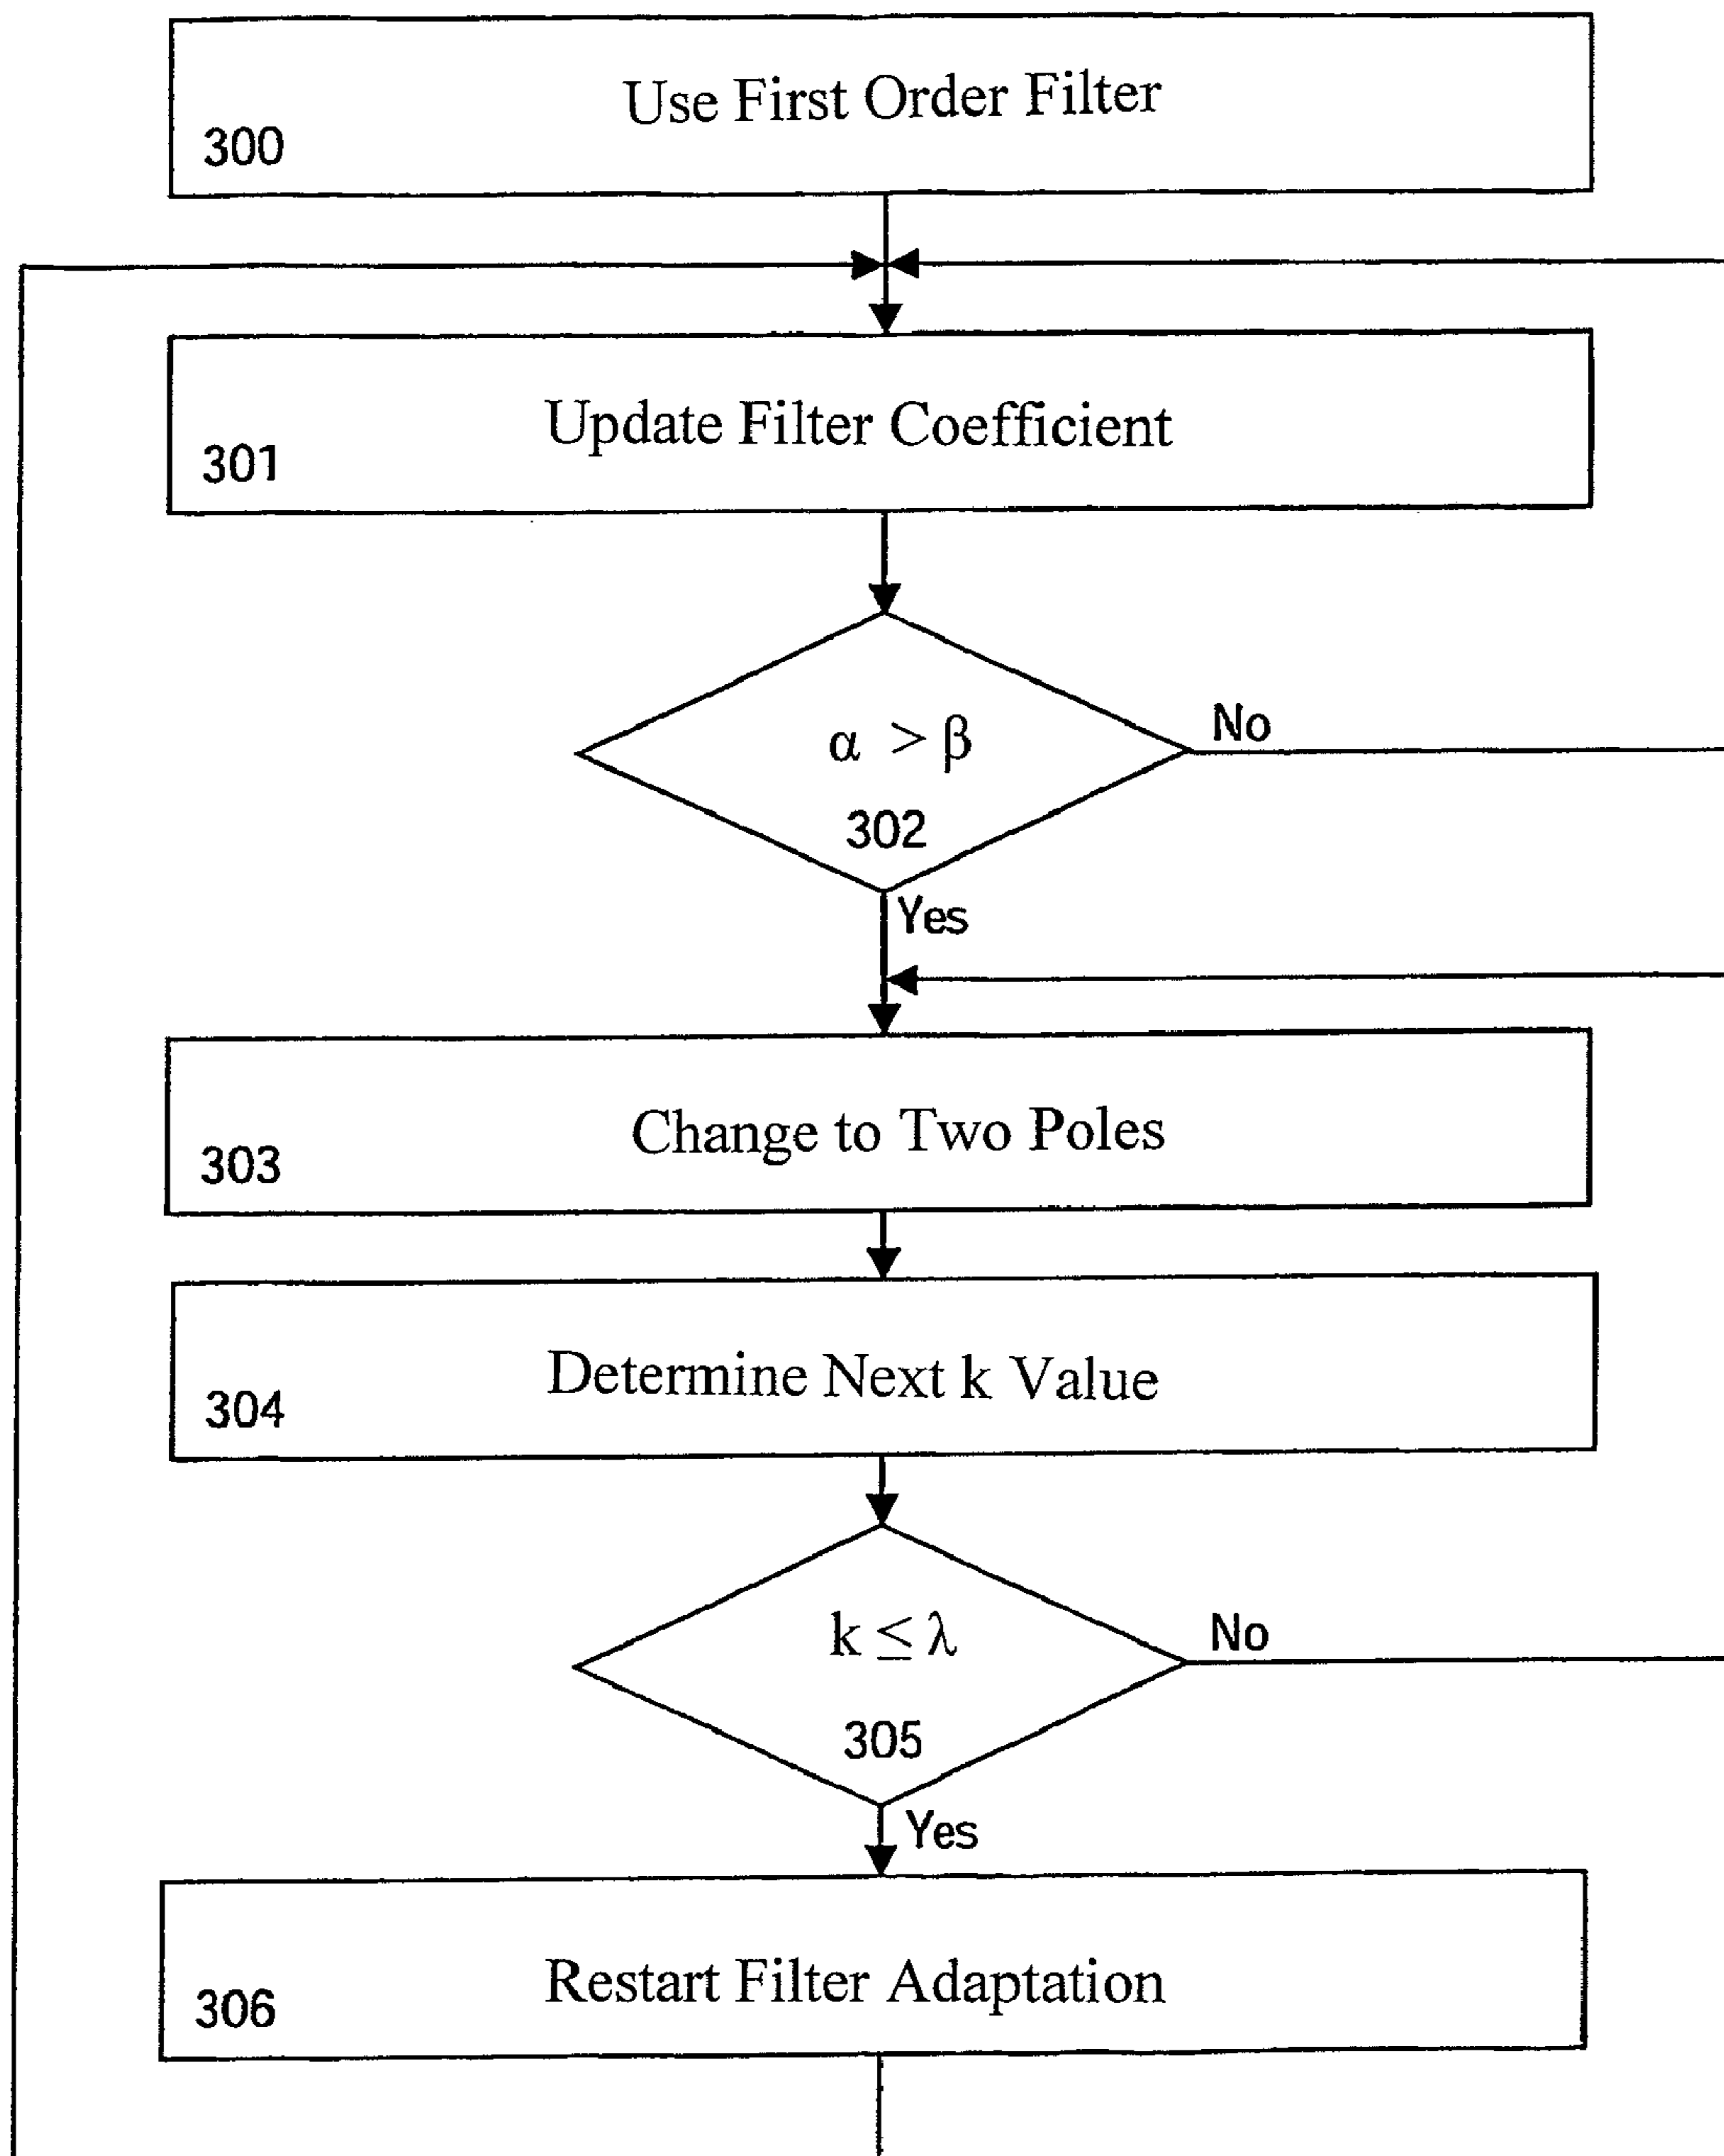 Use First Order Filter
300
Update Filter Coefficient
301
α > β
No
302
Yes
Change to Two Poles
303
Determine Next k Value
304
k ≤ λ
No
305
Yes
Restart Filter Adaptation
306